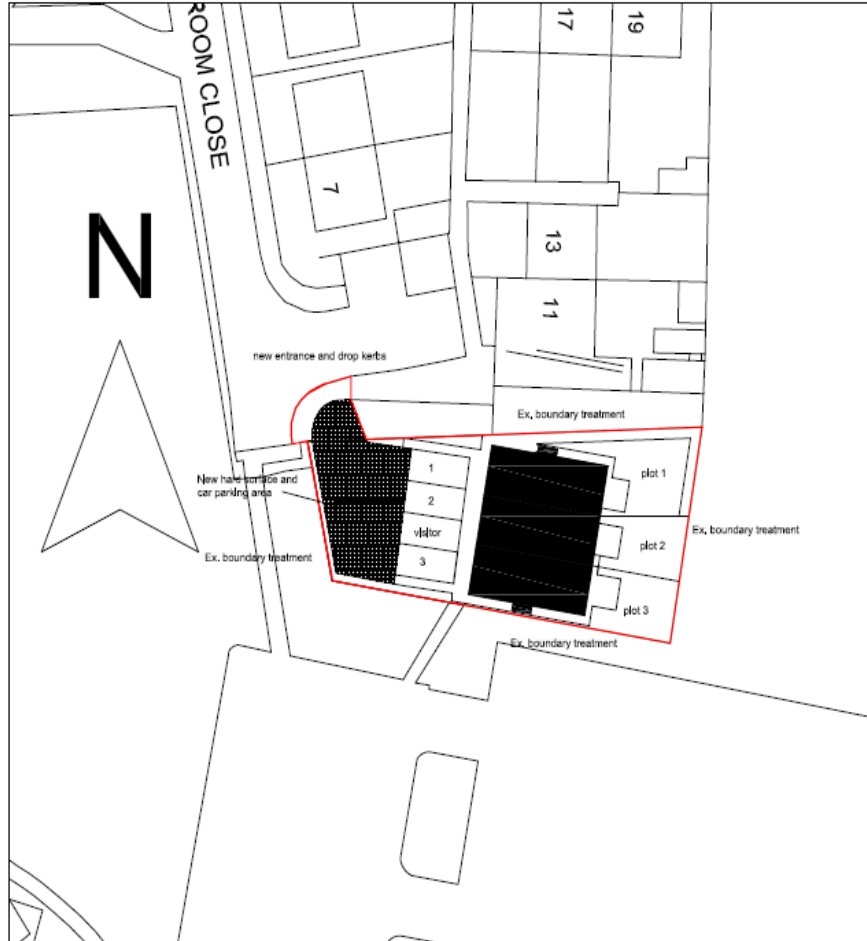 17
19
ROOM CLOSE
7
N
13
11
new entrance and drop kerbs
Ex, boundary treatment
1
plot 1
New hard surface and
car parking area
2
Ex, boundary treatment
visitor
plot 2
Ex. boundary treatment
3
plot 3
Ex. boundary treatment